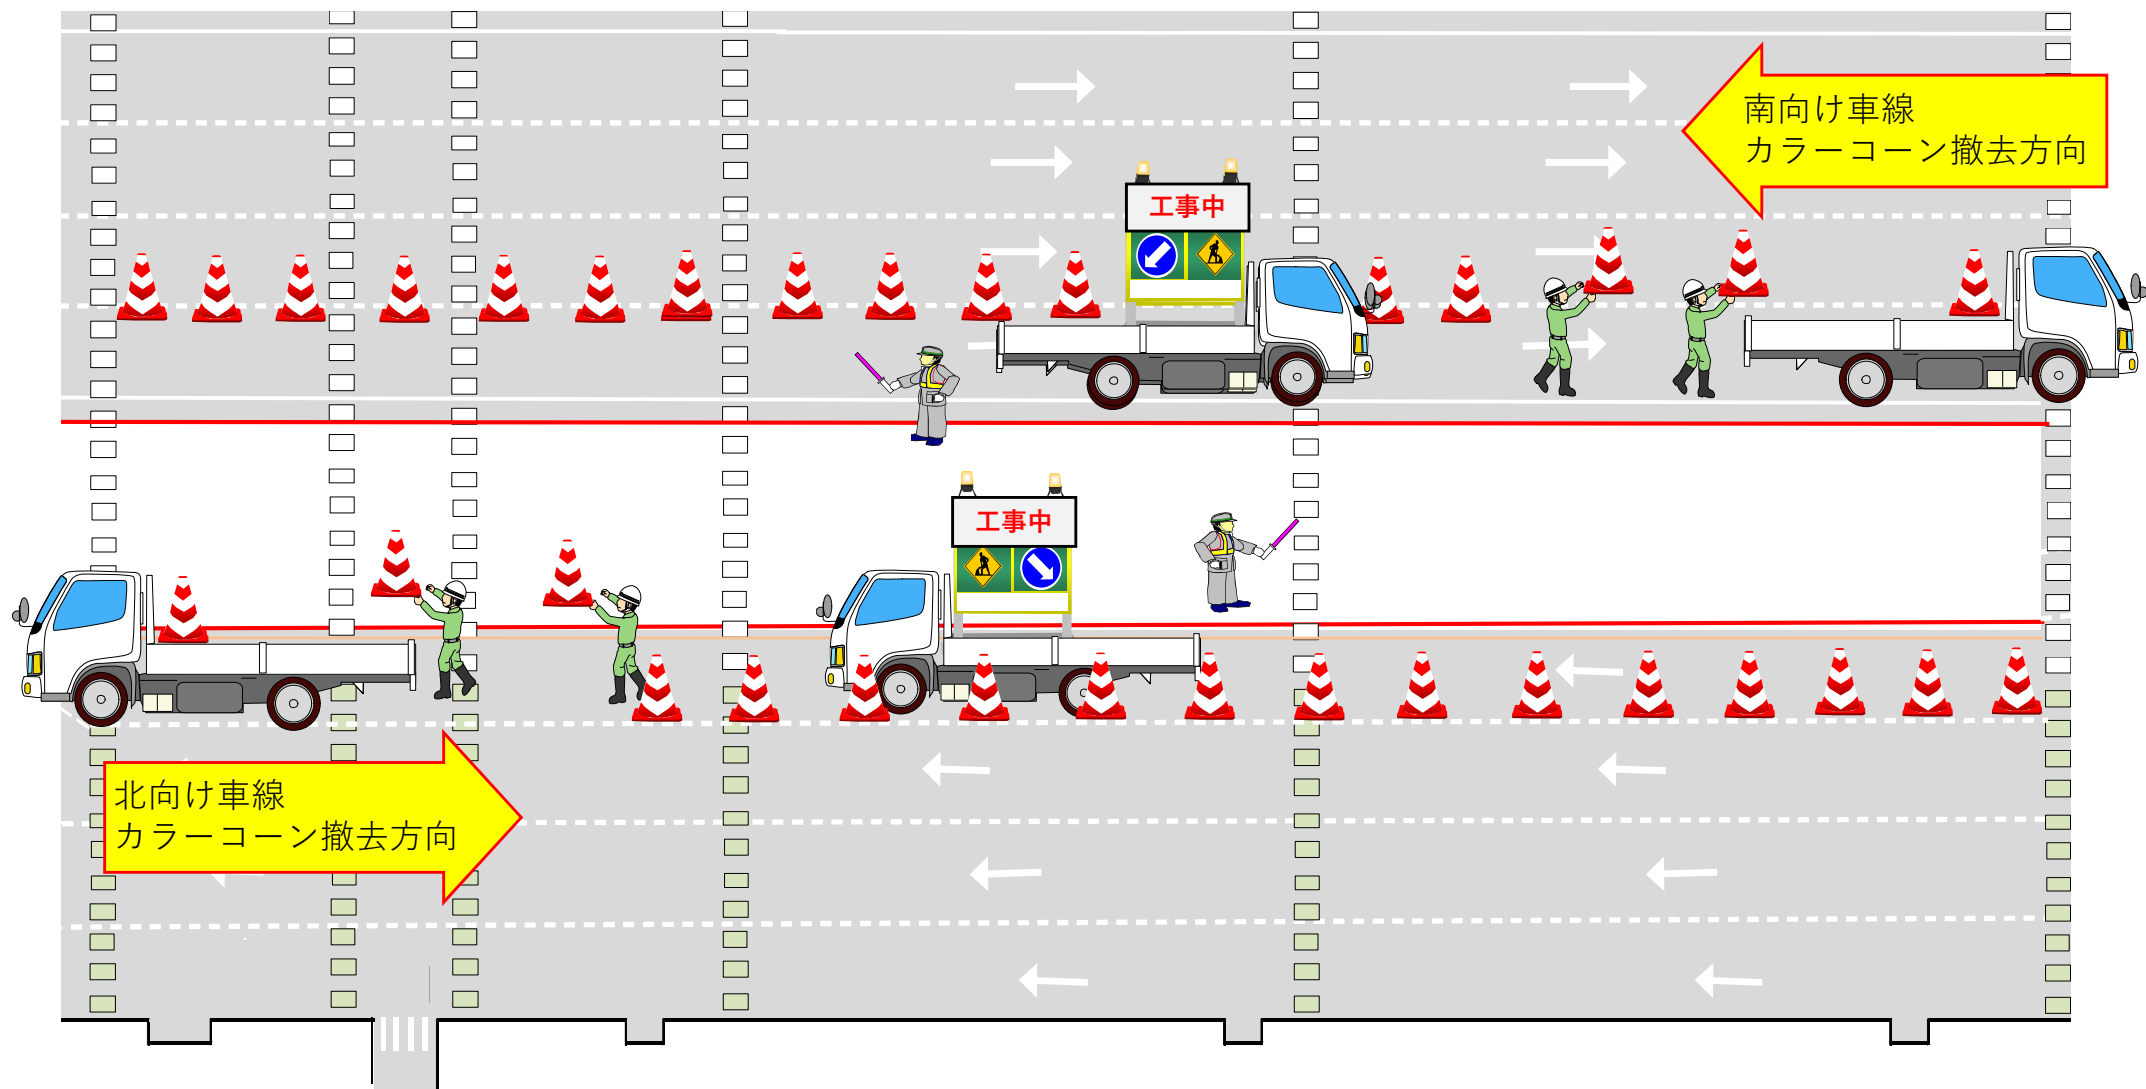 南向け車線
カラーコーン撤去方向
工事中
工事中
北向け車線
カラーコーン撤去方向